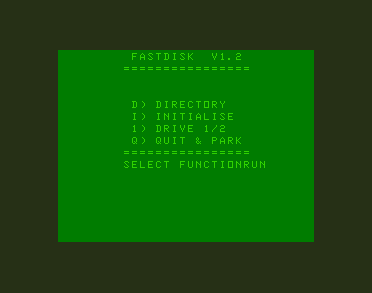 FASTDISK V1.2
================
D) DIRECTORY
I) INITIALISE
1) DRIVE 1/2
Q) QUIT & PARK
================
SELECT FUNCTIONRUN